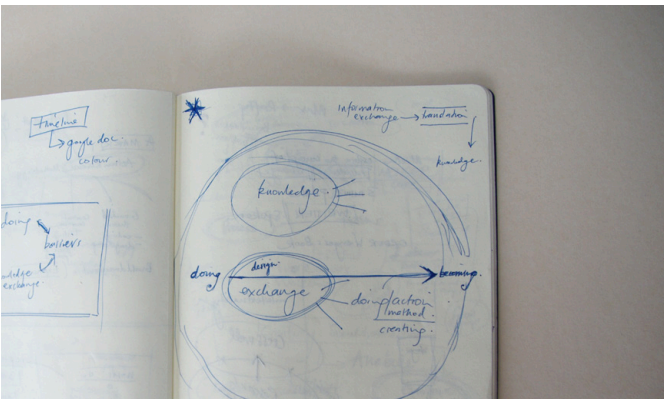 timeline
google doc.
colour.
doing
barriers
knowledge
exchange.
information
exchange
translation
knowledge.
knowledge.
doing
design.
becoming.
exchange
doing/action
method.
creating.